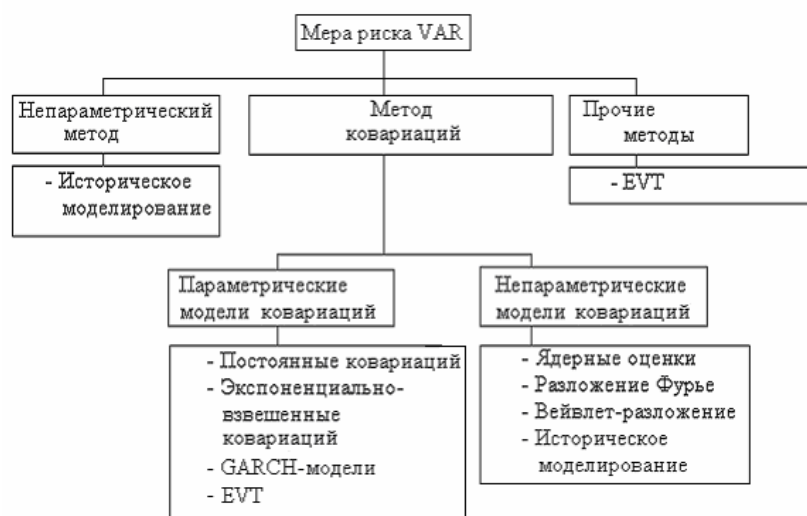 Мера риска VAR
Непараметрический
метод
Метод
ковариаций
Прочие
методы
- Историческое
моделирование
- EVT
Параметрические
модели ковариаций
Непараметрические
модели ковариаций
- Постоянные ковариаций
- Экспоненциально-
взвешенные
ковариаций
- GARCH-модели
- EVT
- Ядерные оценки
- Разложение Фурье
- Вейвлет-разложение
- Историческое
моделирование